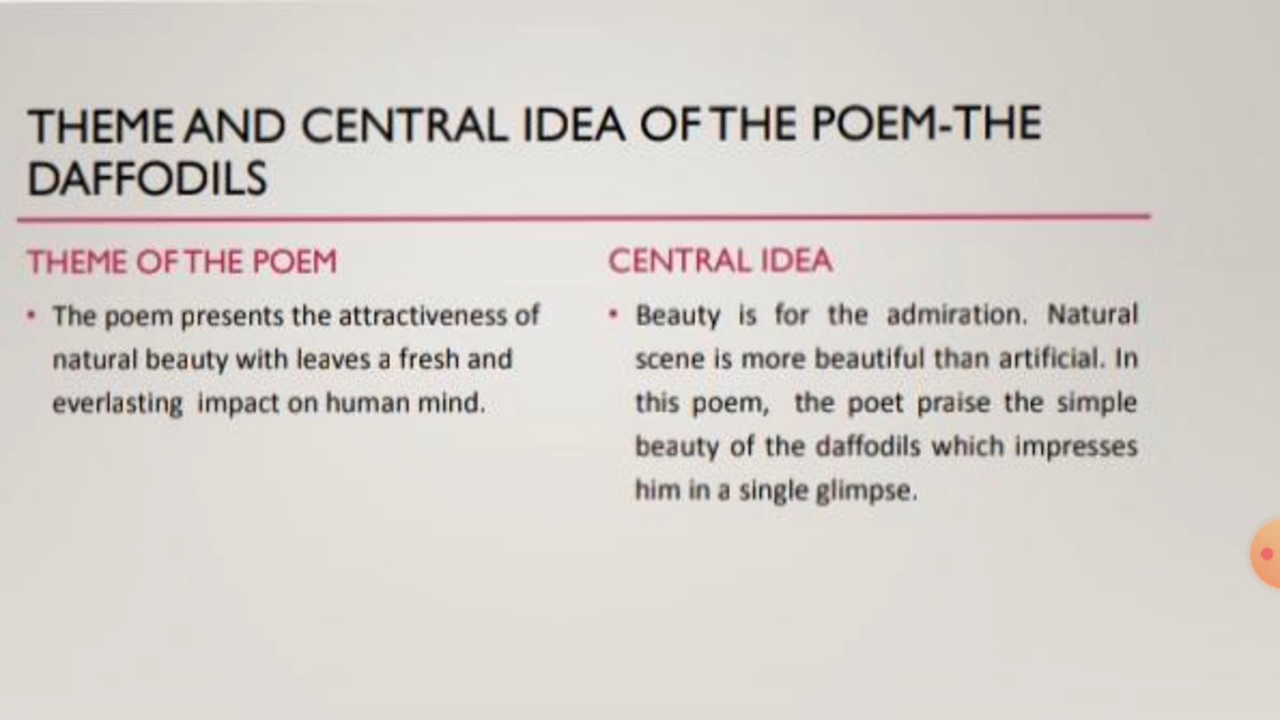 THEME AND CENTRAL IDEA OF THE POEM-THE
DAFFODILS
THEME OF THE POEM
• The poem presents the attractiveness of
natural beauty with leaves a fresh and
everlasting impact on human mind.
CENTRAL IDEA
• Beauty is for the admiration. Natural
scene is more beautiful than artificial. In
this poem, the poet praise the simple
beauty of the daffodils which impresses
him in a single glimpse.